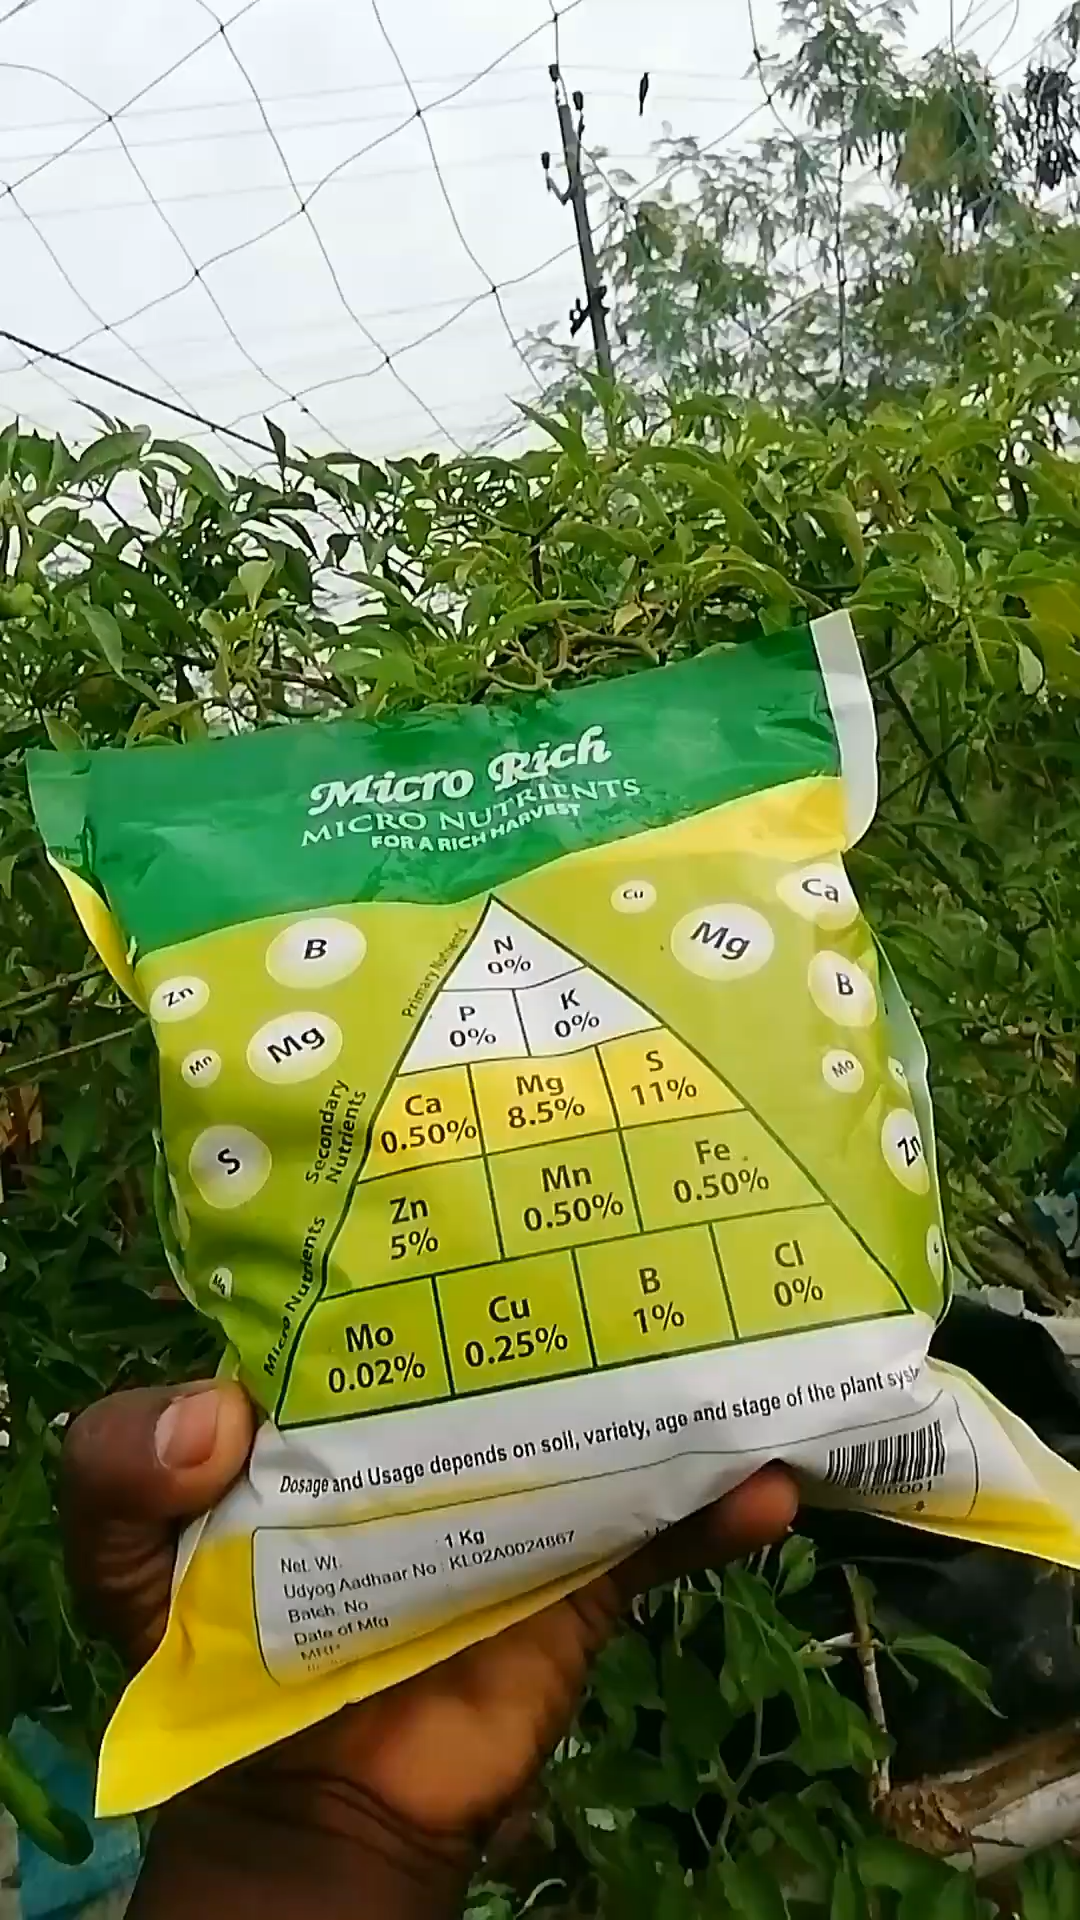 Micro Rich
MICRO NUTRIENTS
FOR A RICH HARVEST
Cu
Ca
B
Mg
Zn
B
Mn
Mg
Mo
S
Zn
Mg
Primary Nutrients
N
0%
P
0%
K
0%
Secondary
Nutrients
Ca
0.50%
Mg
8.5%
S
11%
Micro Nutrients
Zn
5%
Mn
0.50%
Fe
0.50%
Mo
0.02%
Cu
0.25%
B
1%
Cl
0%
Dosage and Usage depends on soil, variety, age and stage of the plant
Net. Wt. : 1 Kg
Udyog Aadhaar No : KL02A0024867
Batch. No
Date of Mfg
MRP